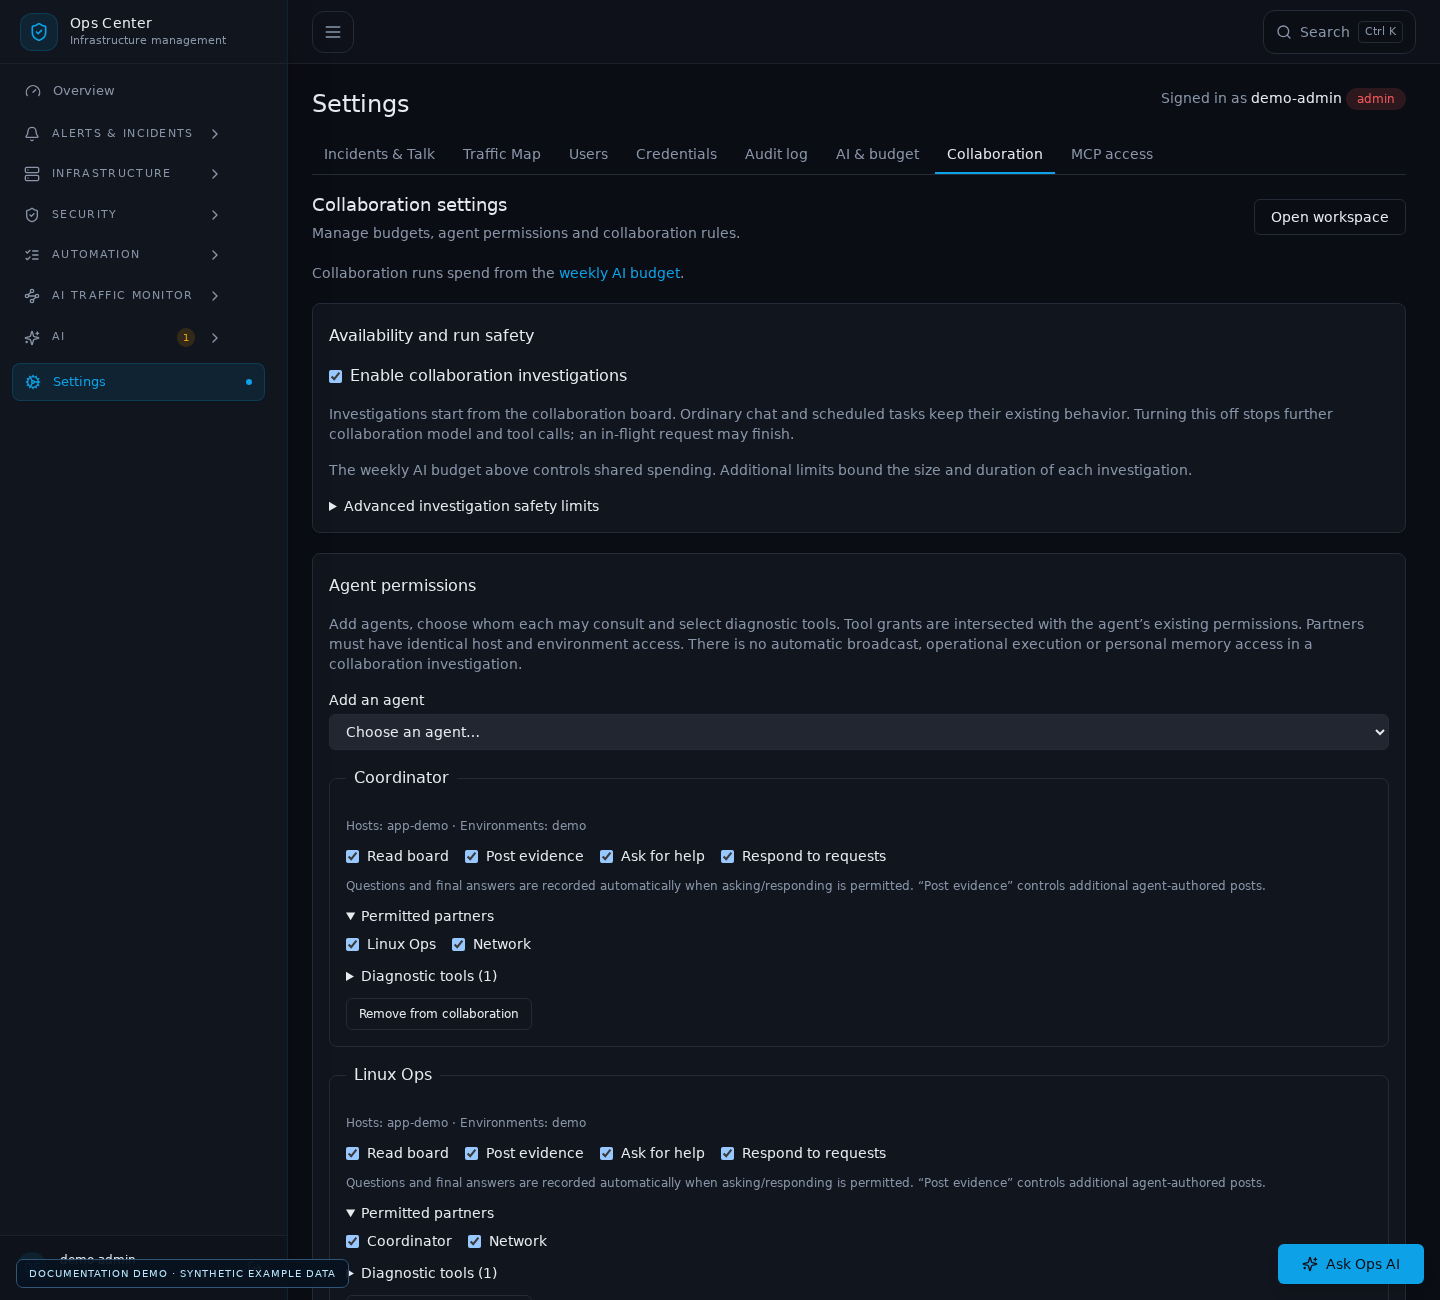 Ops Center
Infrastructure management
Search Ctrl K
Overview
ALERTS & INCIDENTS
INFRASTRUCTURE
SECURITY
AUTOMATION
AI TRAFFIC MONITOR
AI 1
Settings
demo-admin
DOCUMENTATION DEMO · SYNTHETIC EXAMPLE DATA
Settings
Signed in as demo-admin admin
Incidents & Talk Traffic Map Users Credentials Audit log AI & budget Collaboration MCP access
Collaboration settings
Manage budgets, agent permissions and collaboration rules.
Open workspace
Collaboration runs spend from the weekly AI budget.
Availability and run safety
Enable collaboration investigations
Investigations start from the collaboration board. Ordinary chat and scheduled tasks keep their existing behavior. Turning this off stops further
collaboration model and tool calls; an in-flight request may finish.
The weekly AI budget above controls shared spending. Additional limits bound the size and duration of each investigation.
Advanced investigation safety limits
Agent permissions
Add agents, choose whom each may consult and select diagnostic tools. Tool grants are intersected with the agent’s existing permissions. Partners
must have identical host and environment access. There is no automatic broadcast, operational execution or personal memory access in a
collaboration investigation.
Add an agent
Choose an agent…
Coordinator
Hosts: app-demo · Environments: demo
Read board Post evidence Ask for help Respond to requests
Questions and final answers are recorded automatically when asking/responding is permitted. “Post evidence” controls additional agent-authored posts.
Permitted partners
Linux Ops Network
Diagnostic tools (1)
Remove from collaboration
Linux Ops
Hosts: app-demo · Environments: demo
Read board Post evidence Ask for help Respond to requests
Questions and final answers are recorded automatically when asking/responding is permitted. “Post evidence” controls additional agent-authored posts.
Permitted partners
Coordinator Network
Diagnostic tools (1)
Ask Ops AI